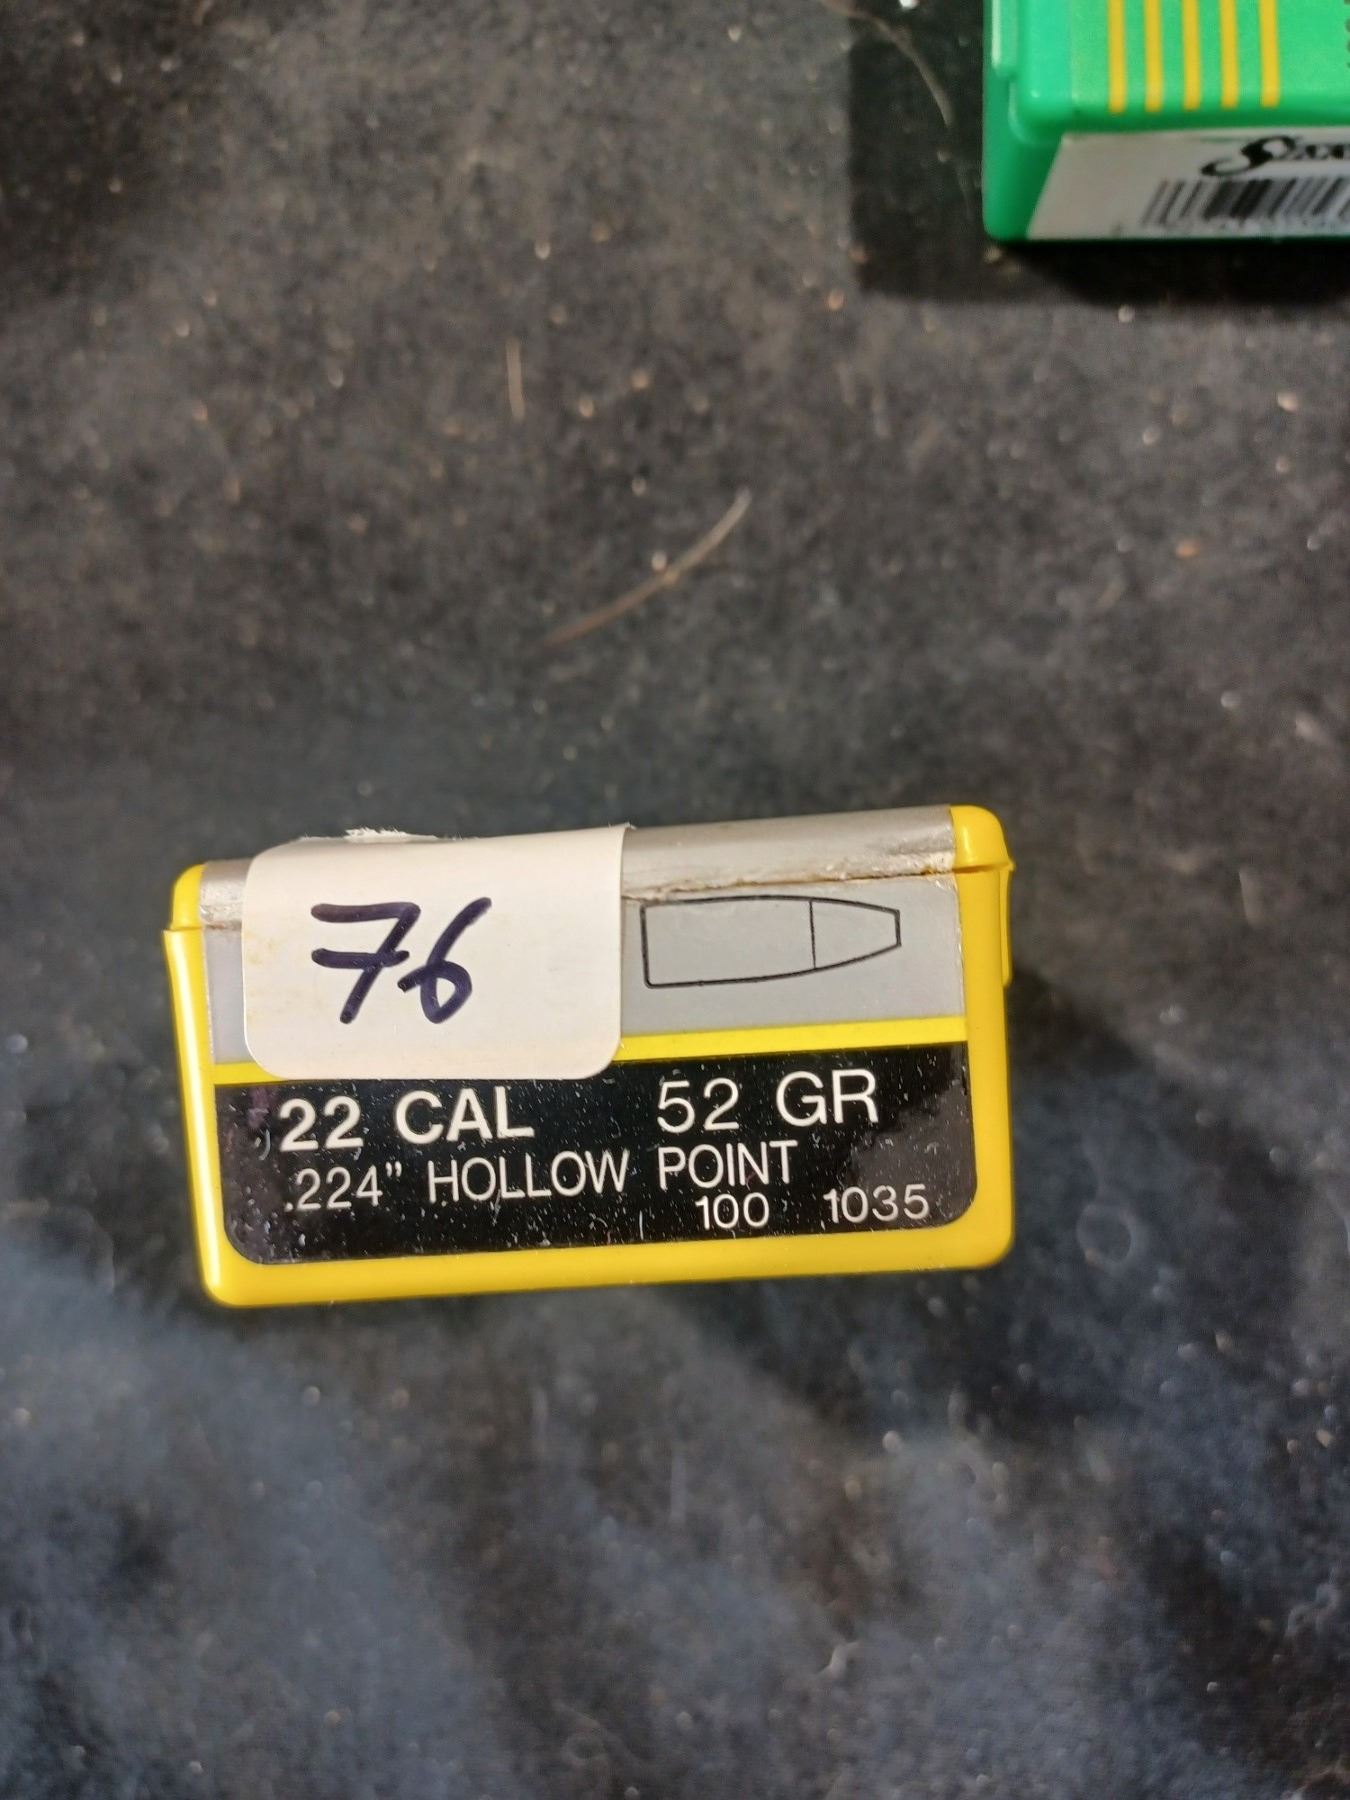 76
22 CAL 52 GR
.224" HOLLOW POINT
100 1035